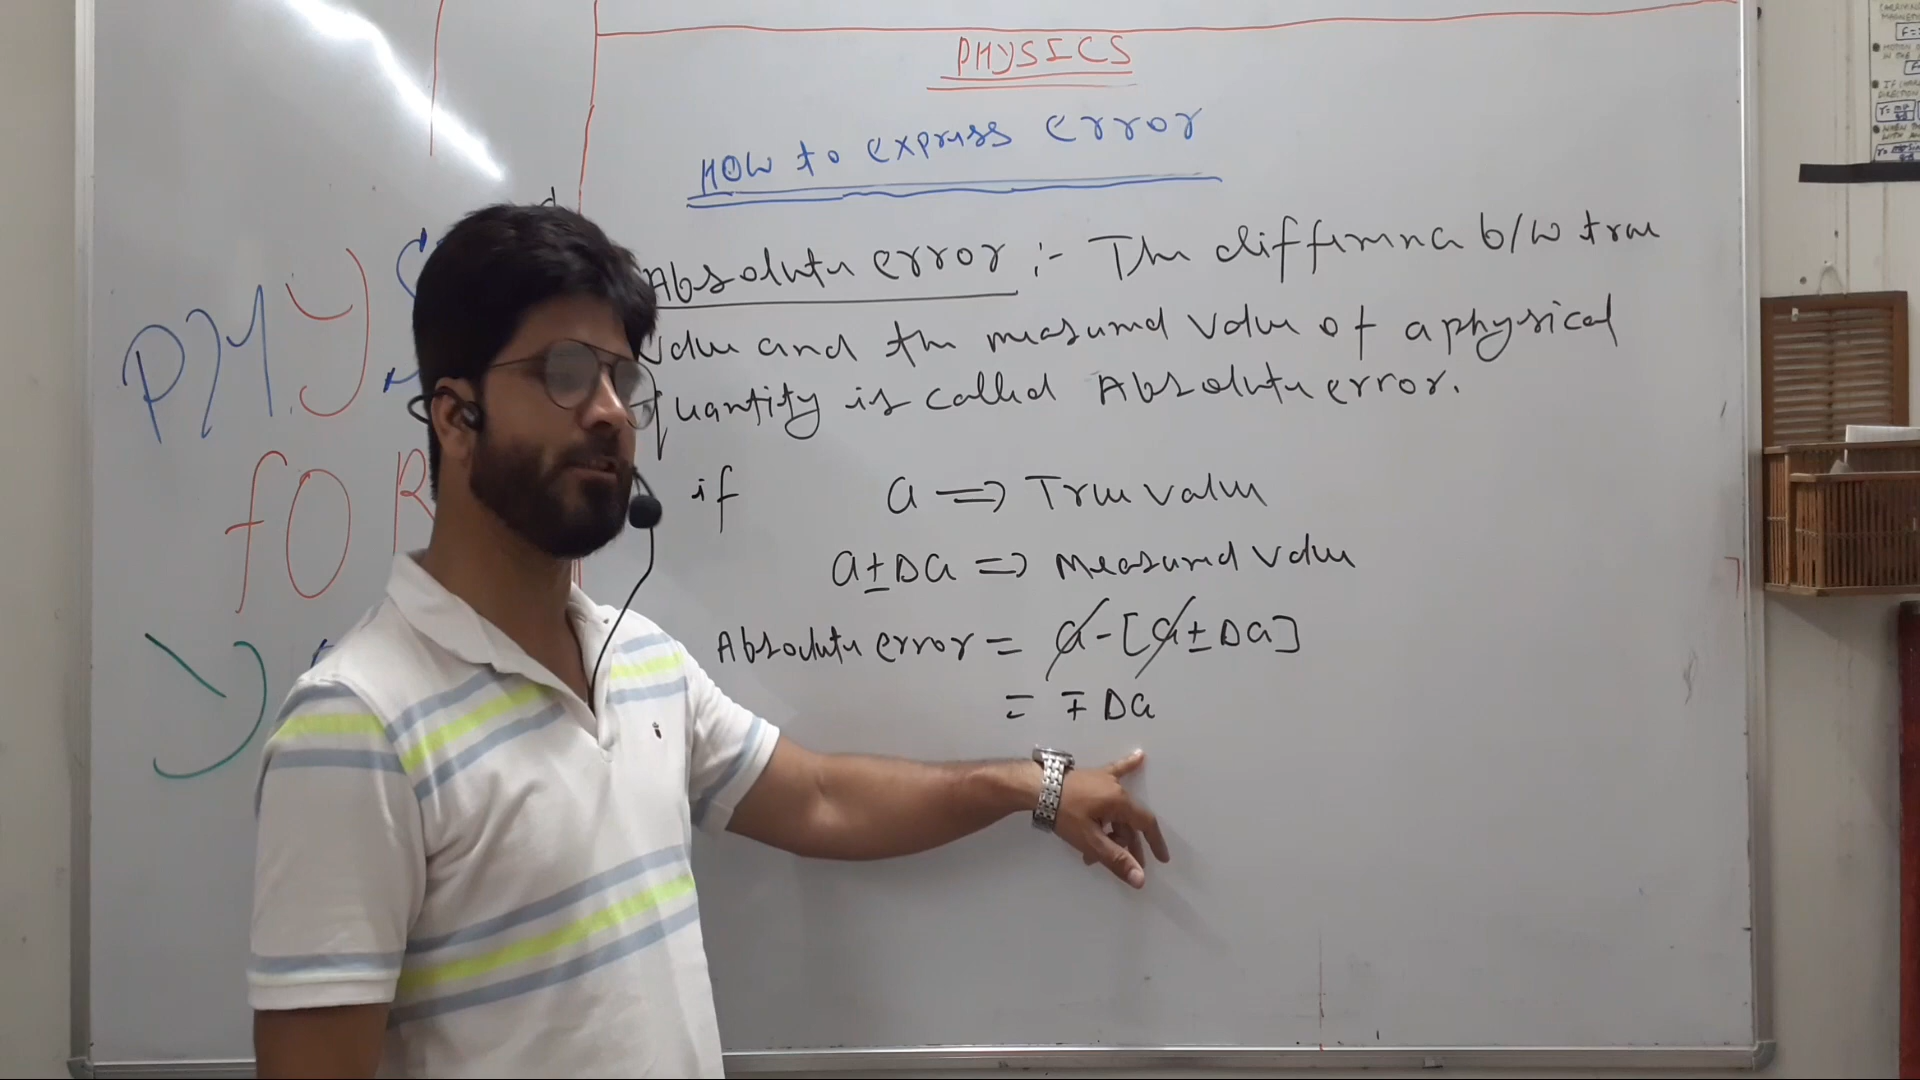 PHYSICS
How to express error
Absolute error :- The difference b/w true
value and the measured value of a physical
quantity is called Absolute error.
if a ⇒ True value
a±Δa ⇒ Measured value
Absolute error = a-[a±Δa]
= ∓Δa
PHY
fOR